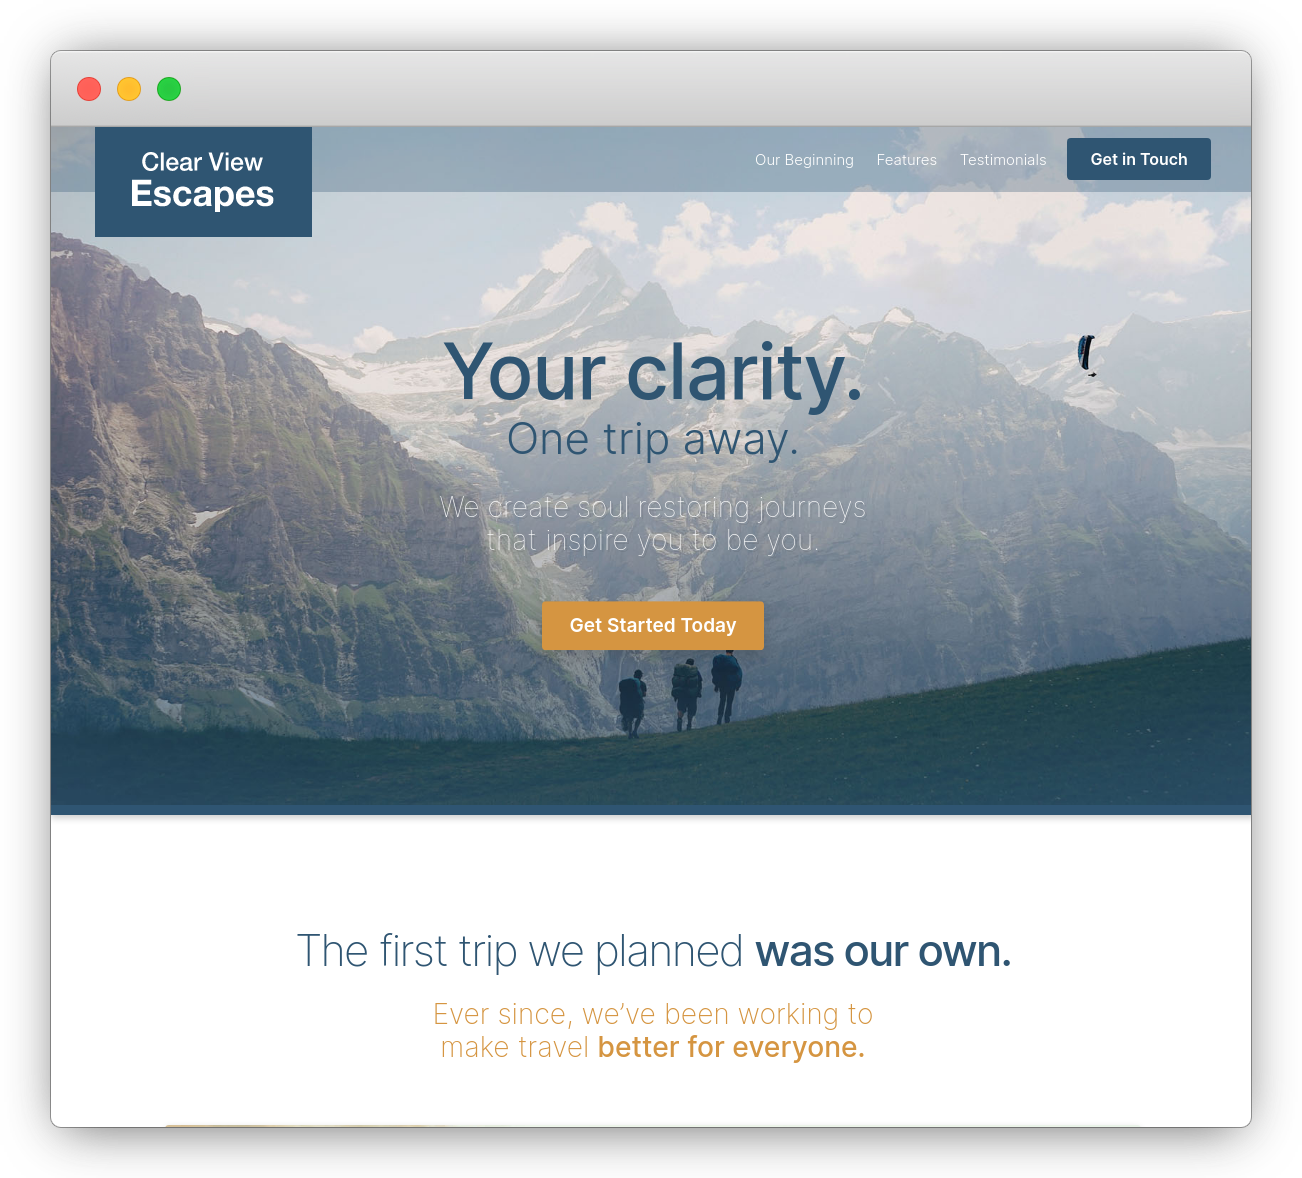 Clear View
Escapes
Our Beginning Features Testimonials Get in Touch
Your clarity.
One trip away.
We create soul restoring journeys
that inspire you to be you.
Get Started Today
The first trip we planned was our own.
Ever since, we’ve been working to
make travel better for everyone.